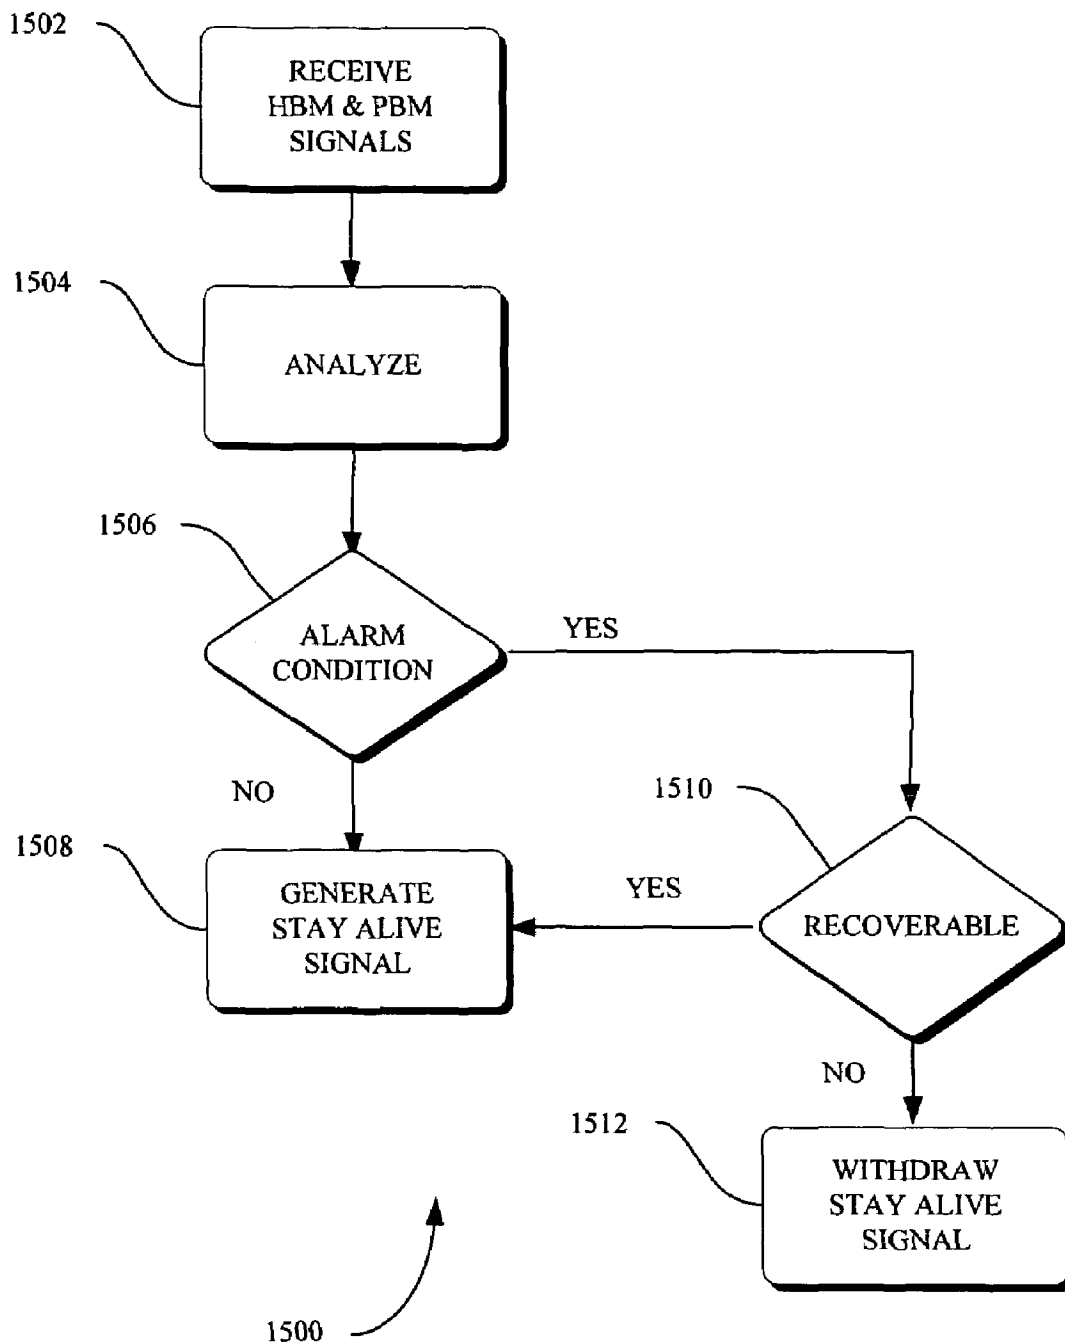 1502
RECEIVE
HBM & PBM
SIGNALS
1504
ANALYZE
1506
ALARM
CONDITION
YES
NO
1508
GENERATE
STAY ALIVE
SIGNAL
1510
YES
RECOVERABLE
NO
1512
WITHDRAW
STAY ALIVE
SIGNAL
1500